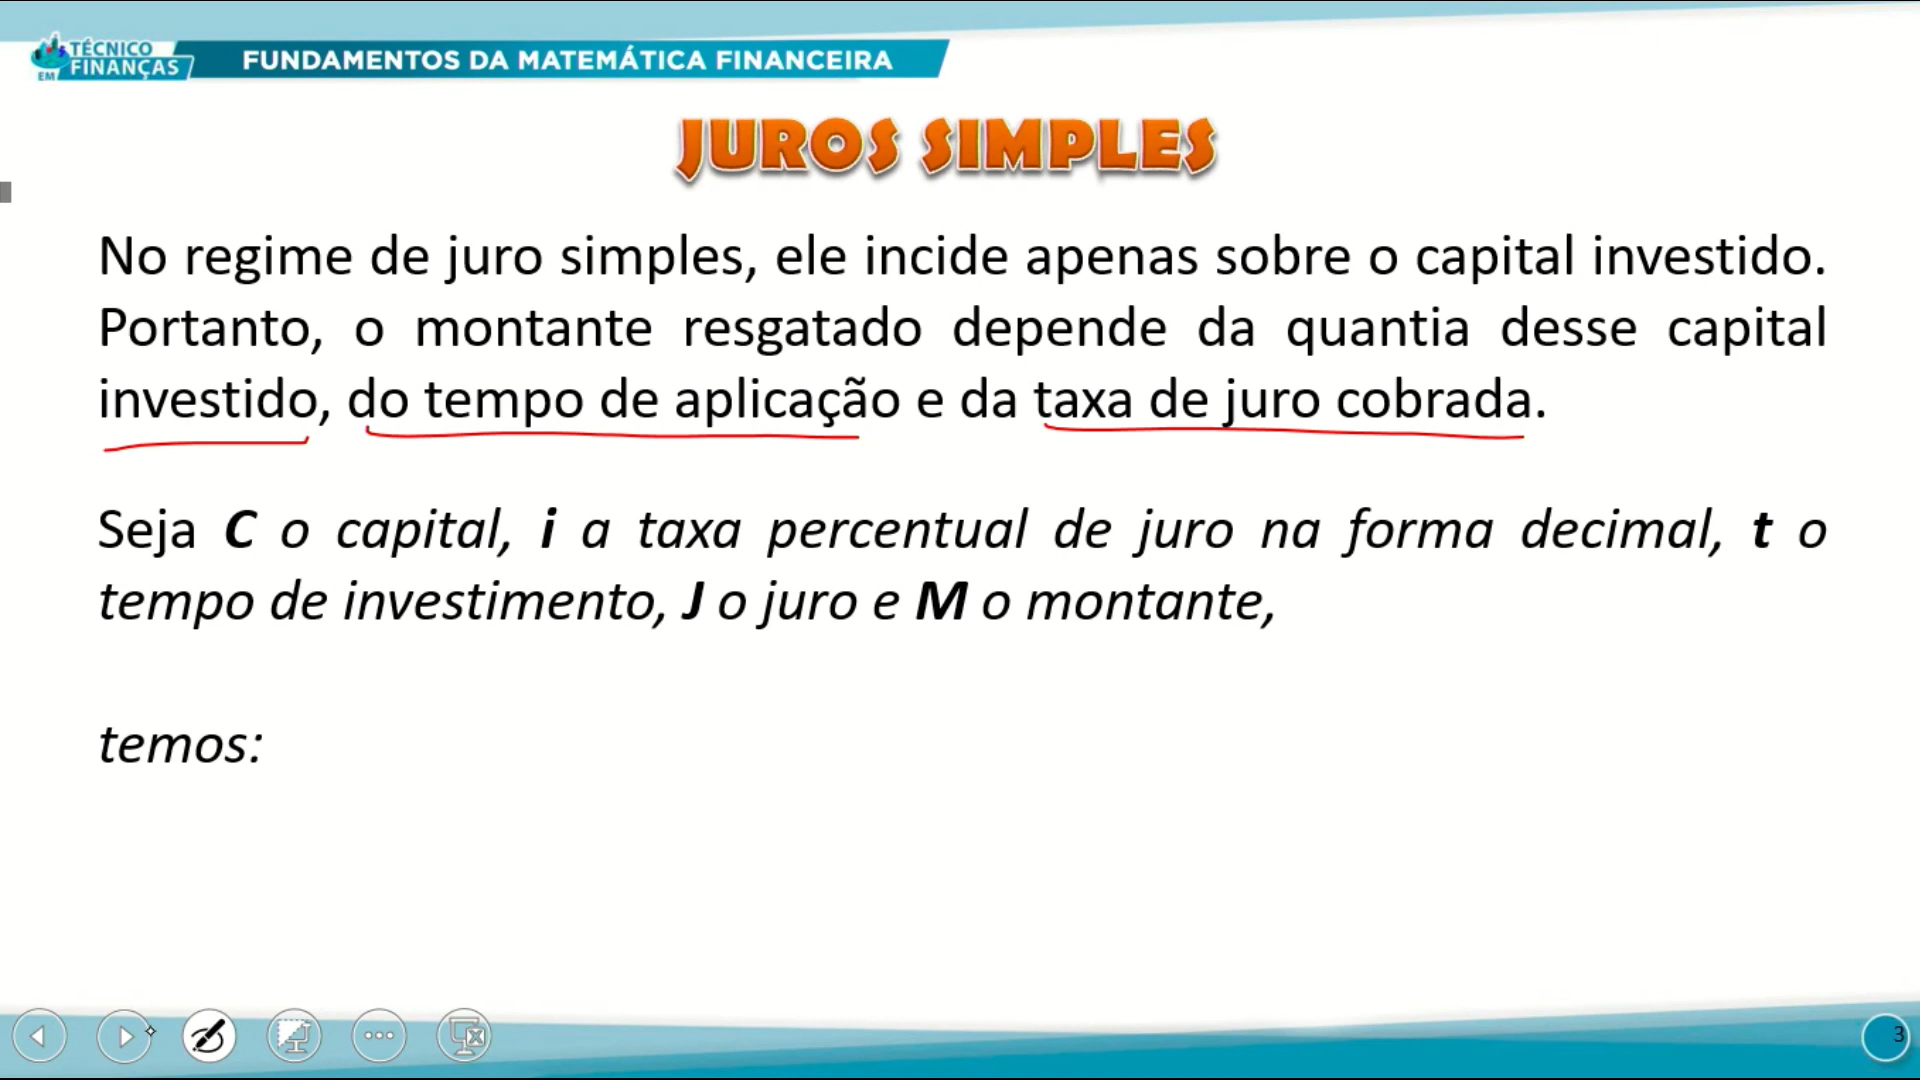 TÉCNICO
EM FINANÇAS
FUNDAMENTOS DA MATEMÁTICA FINANCEIRA
JUROS SIMPLES
No regime de juro simples, ele incide apenas sobre o capital investido.
Portanto, o montante resgatado depende da quantia desse capital
investido, do tempo de aplicação e da taxa de juro cobrada.
Seja C o capital, i a taxa percentual de juro na forma decimal, t o
tempo de investimento, J o juro e M o montante,
temos:
3